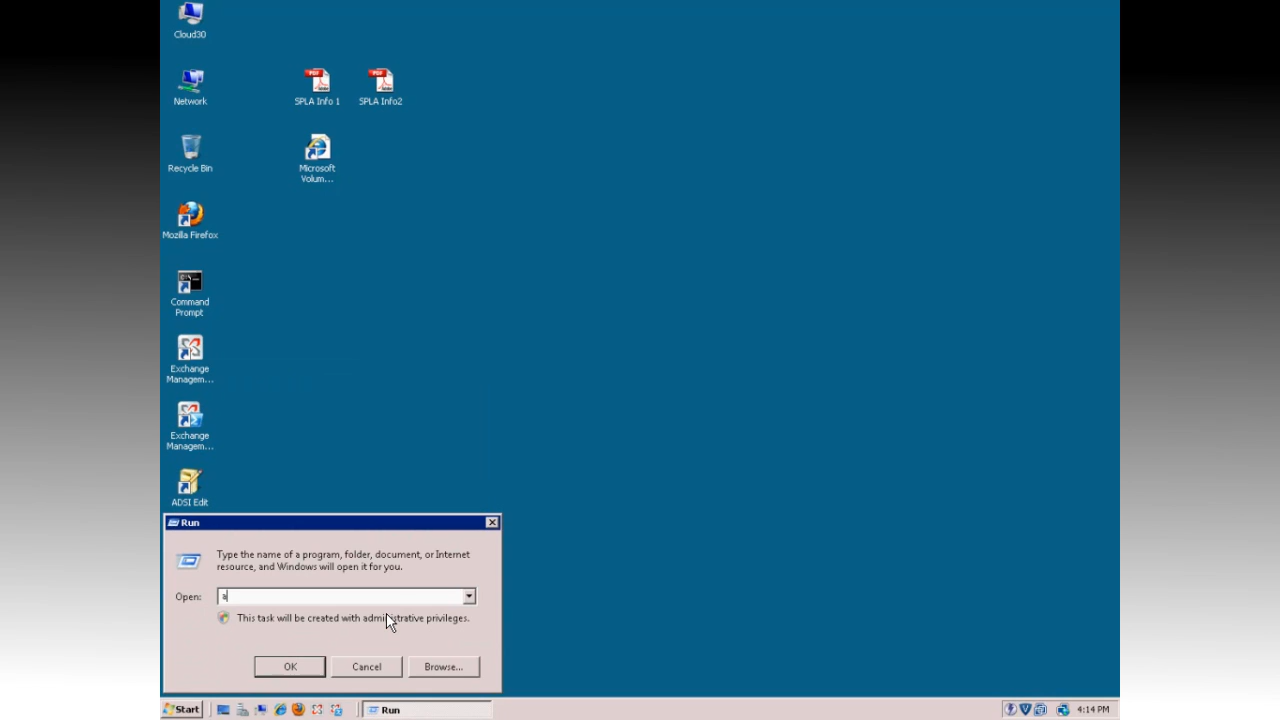 Cloud30
Network
SPLA Info 1
SPLA Info2
Recycle Bin
Microsoft
Volum...
Mozilla Firefox
Command
Prompt
Exchange
Managem...
Exchange
Managem...
ADSI Edit
Run
Type the name of a program, folder, document, or Internet
resource, and Windows will open it for you.
Open: a
This task will be created with administrative privileges.
OK
Cancel
Browse...
Start
Run
4:14 PM